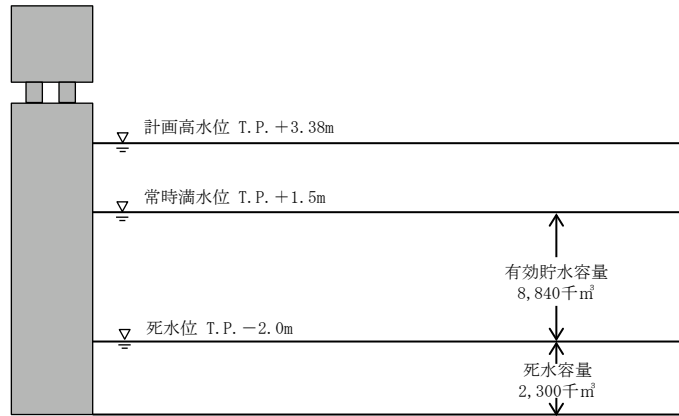 計画高水位 T.P.＋3.38m
常時満水位 T.P.＋1.5m
有効貯水容量
8,840千㎥
死水位 T.P.－2.0m
死水容量
2,300千㎥